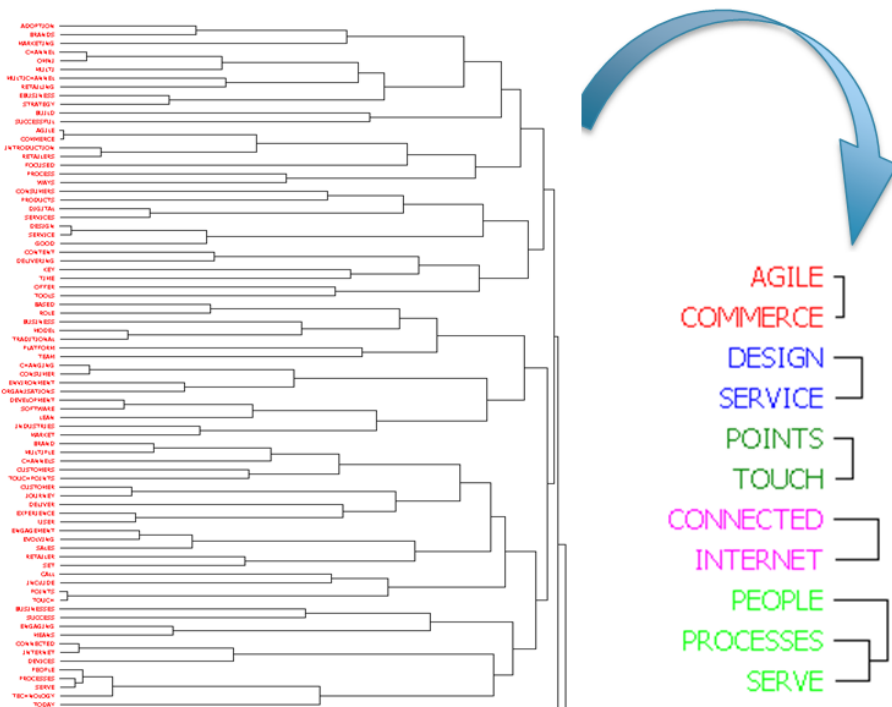 ADOPTION
BRANDS
MARKETING
CHANNEL
OMNI
MULTI
MULTICHANNEL
RETAILING
EBUSINESS
STRATEGY
BUILD
SUCCESSFUL
AGILE
COMMERCE
INTRODUCTION
RETAILERS
FOCUSED
PROCESS
WAYS
CONSUMERS
PRODUCTS
DIGITAL
SERVICES
DESIGN
SERVICE
GOOD
CONTENT
DELIVERING
KEY
TIME
OFFER
TOOLS
BASED
ROLE
BUSINESS
MODEL
TRADITIONAL
PLATFORM
TEAM
CHANGING
CONSUMER
ENVIRONMENT
ORGANISATIONS
DEVELOPMENT
SOFTWARE
LEAN
INDUSTRIES
MARKET
BRAND
MULTIPLE
CHANNELS
CUSTOMERS
TOUCHPOINTS
CUSTOMER
JOURNEY
DELIVER
EXPERIENCE
USER
ENGAGEMENT
EVOLVING
SALES
RETAILER
SET
CALL
INCLUDE
POINTS
TOUCH
BUSINESSES
SUCCESS
ENGAGING
MEANS
CONNECTED
INTERNET
DEVICES
PEOPLE
PROCESSES
SERVE
TECHNOLOGY
TODAY
AGILE
COMMERCE
DESIGN
SERVICE
POINTS
TOUCH
CONNECTED
INTERNET
PEOPLE
PROCESSES
SERVE